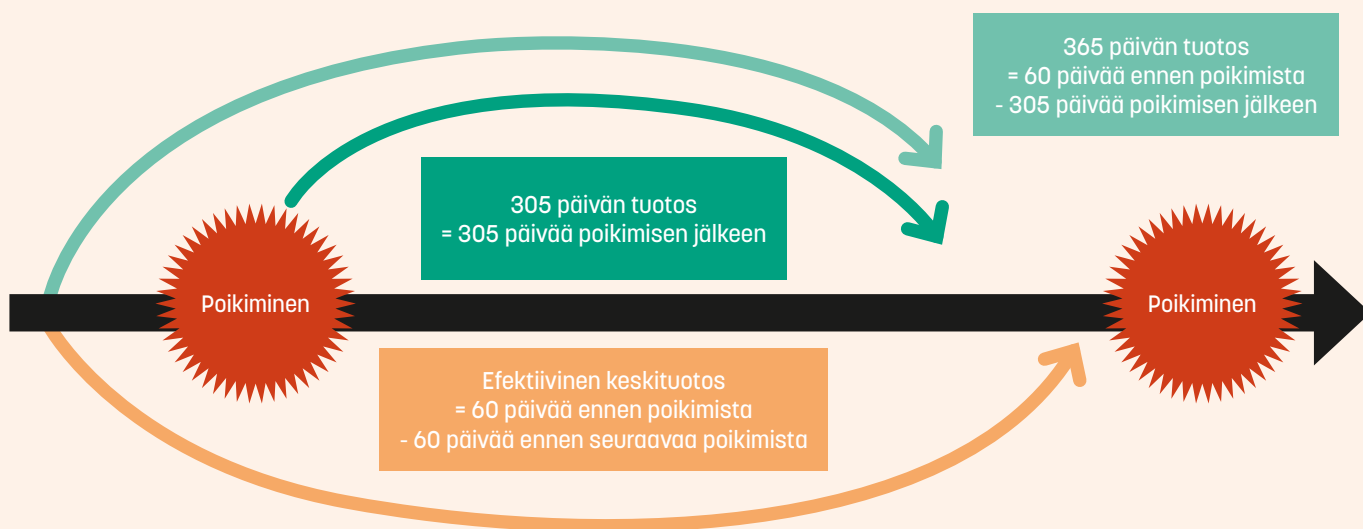 365 päivän tuotos
= 60 päivää ennen poikimista
- 305 päivää poikimisen jälkeen
305 päivän tuotos
= 305 päivää poikimisen jälkeen
Poikiminen
Poikiminen
Efektiivinen keskituotos
= 60 päivää ennen poikimista
- 60 päivää ennen seuraavaa poikimista